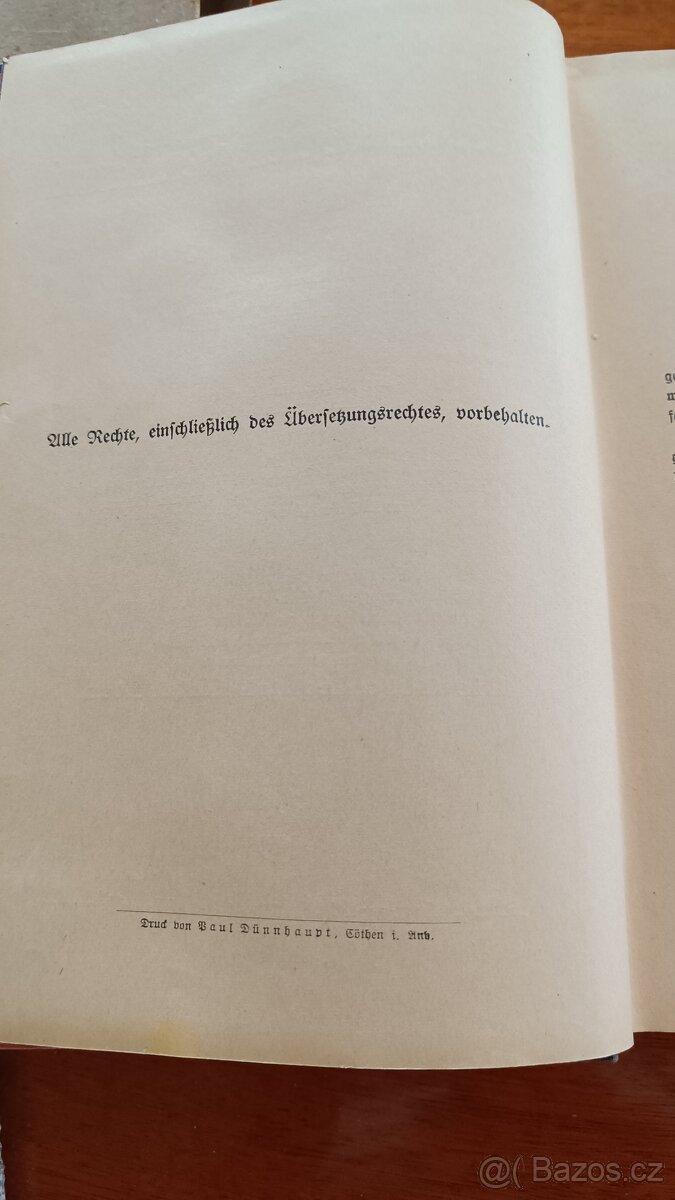 Alle Rechte, einschließlich des Übersetzungsrechtes, vorbehalten.
Druck von Paul Dünnhaupt, Cöthen i. Anh.
@( Bazos.cz